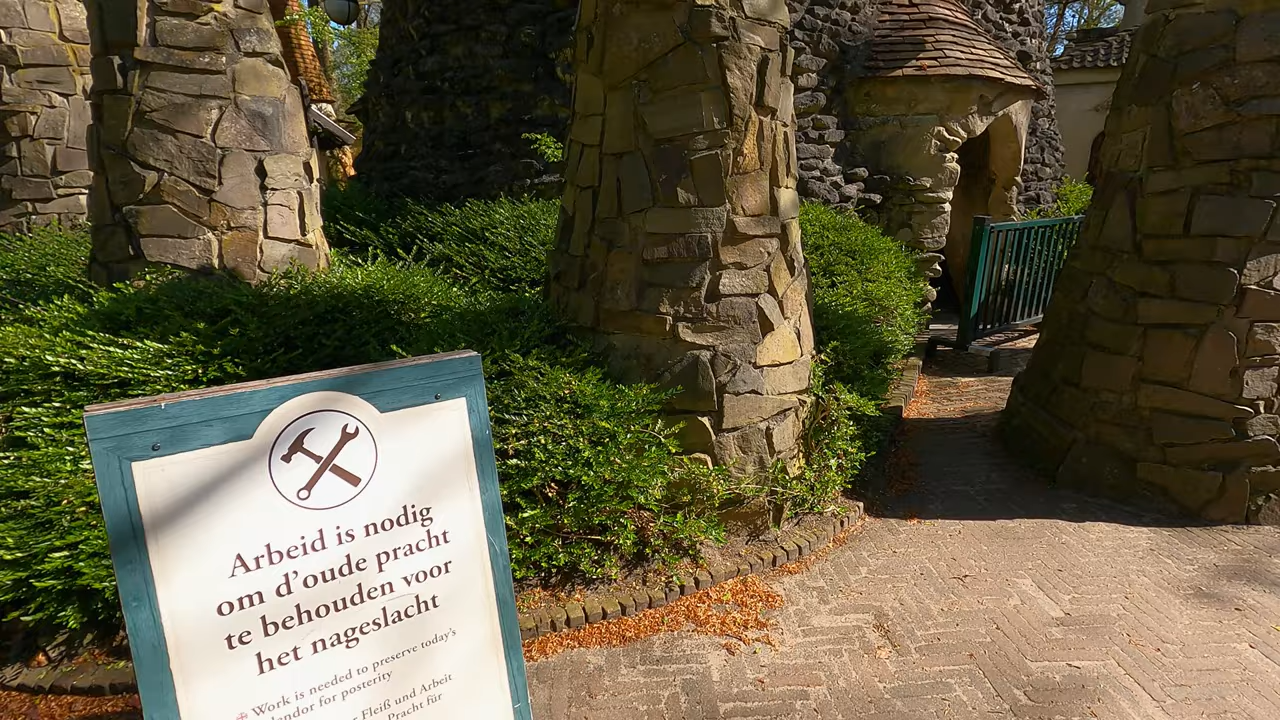 Arbeid is nodig
om d'oude pracht
te behouden voor
het nageslacht
Work is needed to preserve today's
for posterity
Fleiß und Arbeit
Pracht für